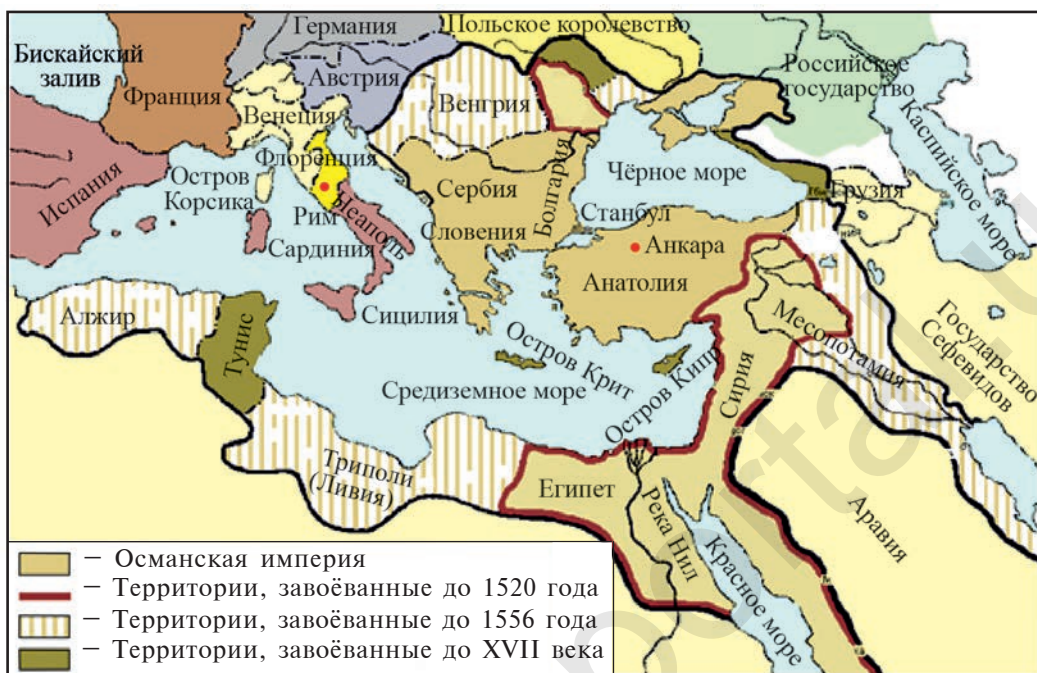 Германия
Польское королевство
Бискайский
залив
Австрия
Российское
государство
Франция
Венгрия
Каспийское море
Венеция
Флоренция
Испания
Остров
Корсика
Сербия
Болгария
Чёрное море
Грузия
Рим
Ысаполь
Словения
Станбул
Анкара
Сардиния
Анатолия
Алжир
Сицилия
Тунис
Остров Крит
Остров Кипр
Месопотамия
Государство
Сефевидов
Средиземное море
Сирия
Триполи
(Ливия)
Египет
Река Нил
Красное море
Аравия
– Османская империя
– Территории, завоёванные до 1520 года
– Территории, завоёванные до 1556 года
– Территории, завоёванные до XVII века